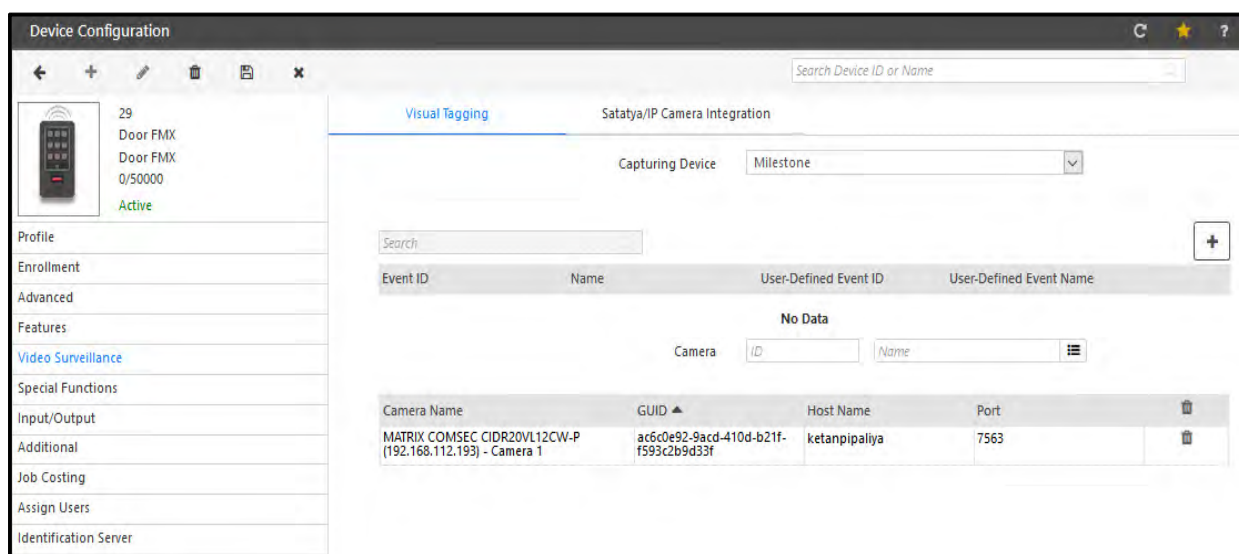 Device Configuration
?
Search Device ID or Name
29
Door FMX
Door FMX
0/50000
Active
Profile
Enrollment
Advanced
Features
Video Surveillance
Special Functions
Input/Output
Additional
Job Costing
Assign Users
Identification Server
Visual Tagging Satatya/IP Camera Integration
Capturing Device Milestone
Search
Event ID Name User-Defined Event ID User-Defined Event Name
No Data
Camera ID Name
Camera Name GUID Host Name Port
MATRIX COMSEC CIDR20VL12CW-P ac6c0e92-9acd-410d-b21f- ketanpipaliya 7563
(192.168.112.193) - Camera 1 f593c2b9d33f